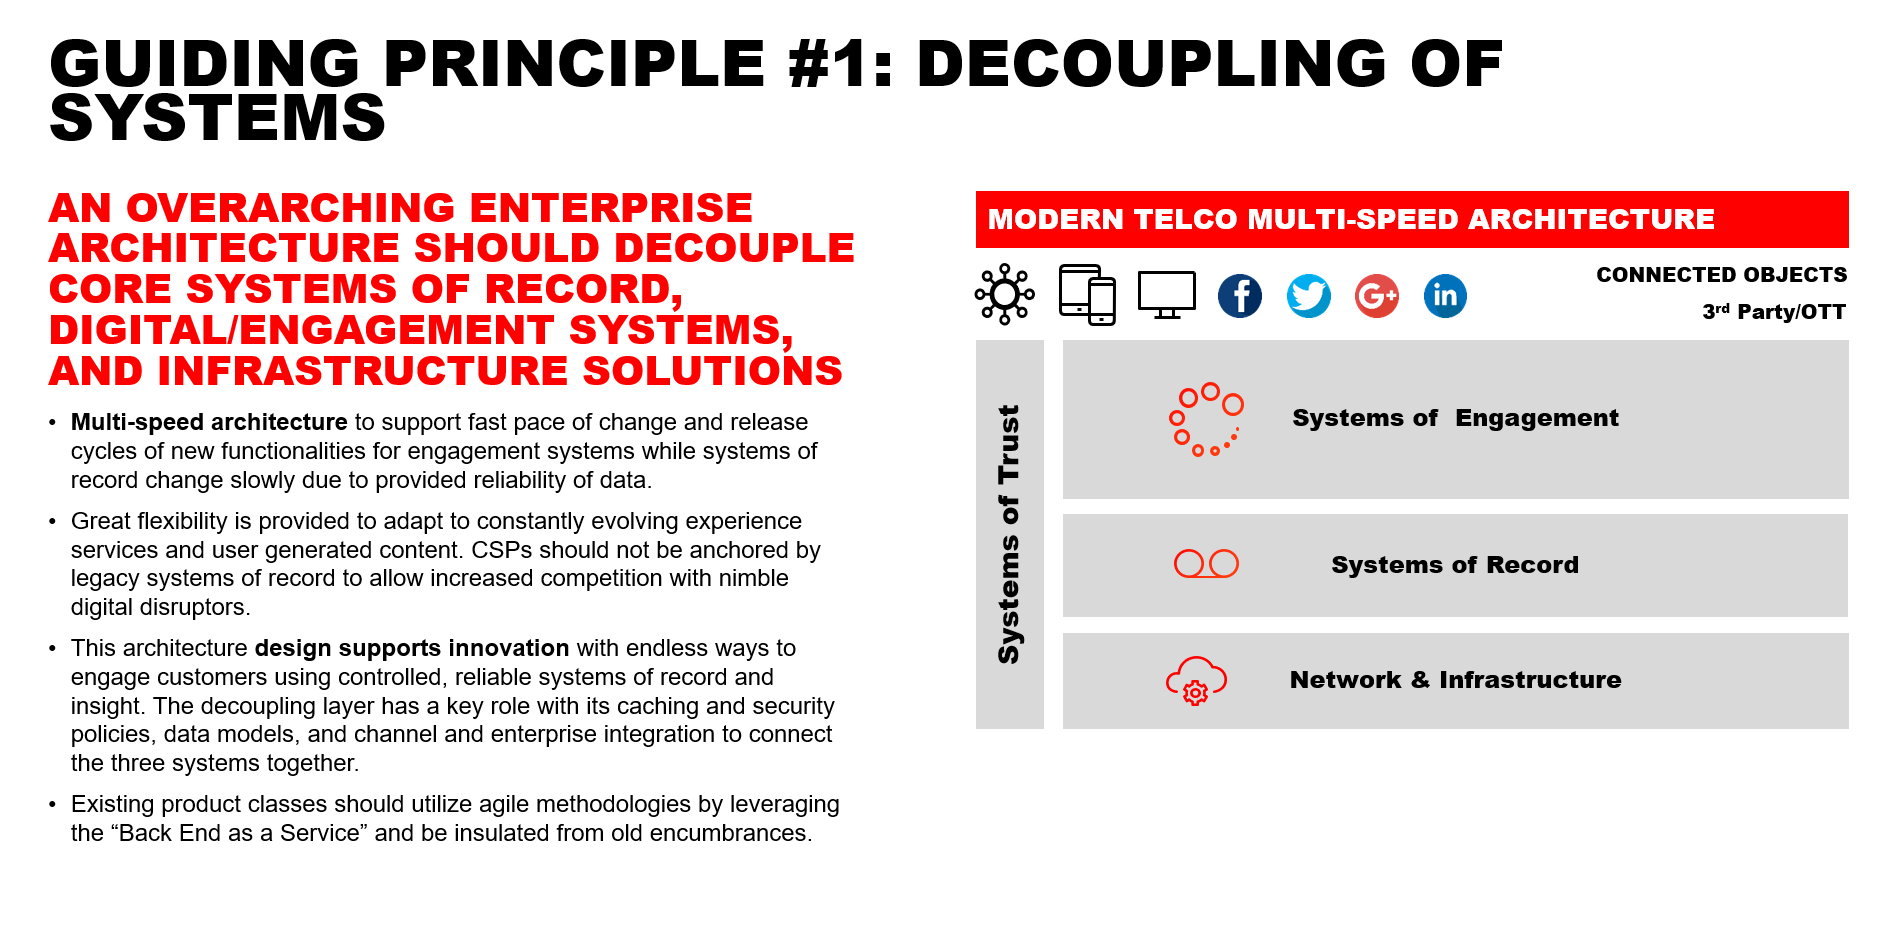 GUIDING PRINCIPLE #1: DECOUPLING OF
SYSTEMS
AN OVERARCHING ENTERPRISE
ARCHITECTURE SHOULD DECOUPLE
CORE SYSTEMS OF RECORD,
DIGITAL/ENGAGEMENT SYSTEMS,
AND INFRASTRUCTURE SOLUTIONS
• Multi-speed architecture to support fast pace of change and release
cycles of new functionalities for engagement systems while systems of
record change slowly due to provided reliability of data.
• Great flexibility is provided to adapt to constantly evolving experience
services and user generated content. CSPs should not be anchored by
legacy systems of record to allow increased competition with nimble
digital disruptors.
• This architecture design supports innovation with endless ways to
engage customers using controlled, reliable systems of record and
insight. The decoupling layer has a key role with its caching and security
policies, data models, and channel and enterprise integration to connect
the three systems together.
• Existing product classes should utilize agile methodologies by leveraging
the “Back End as a Service” and be insulated from old encumbrances.
MODERN TELCO MULTI-SPEED ARCHITECTURE
f
G+
in
CONNECTED OBJECTS
3rd Party/OTT
Systems of Trust
Systems of Engagement
Systems of Record
Network & Infrastructure